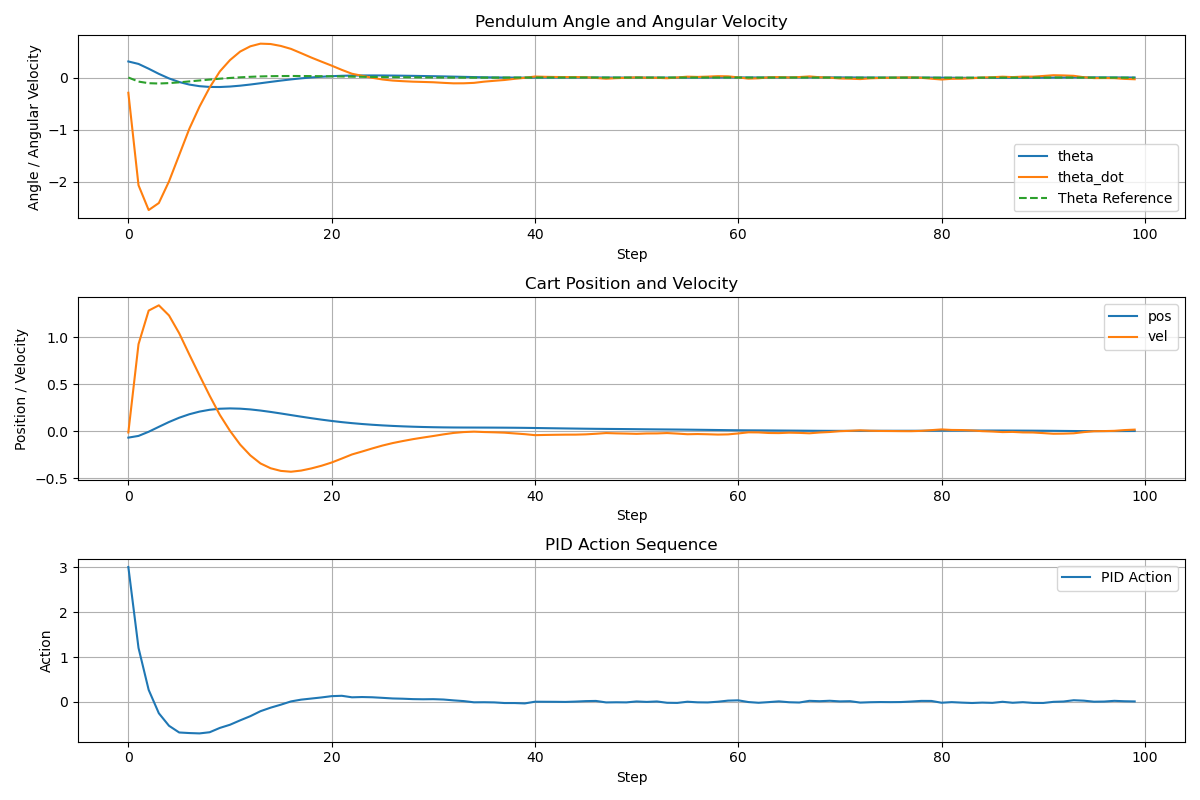 Pendulum Angle and Angular Velocity
Angle / Angular Velocity
0
−1
−2
theta
theta_dot
Theta Reference
0 20 40 60 80 100
Step
Cart Position and Velocity
Position / Velocity
1.0
0.5
0.0
−0.5
pos
vel
0 20 40 60 80 100
Step
PID Action Sequence
Action
3
2
1
0
PID Action
0 20 40 60 80 100
Step